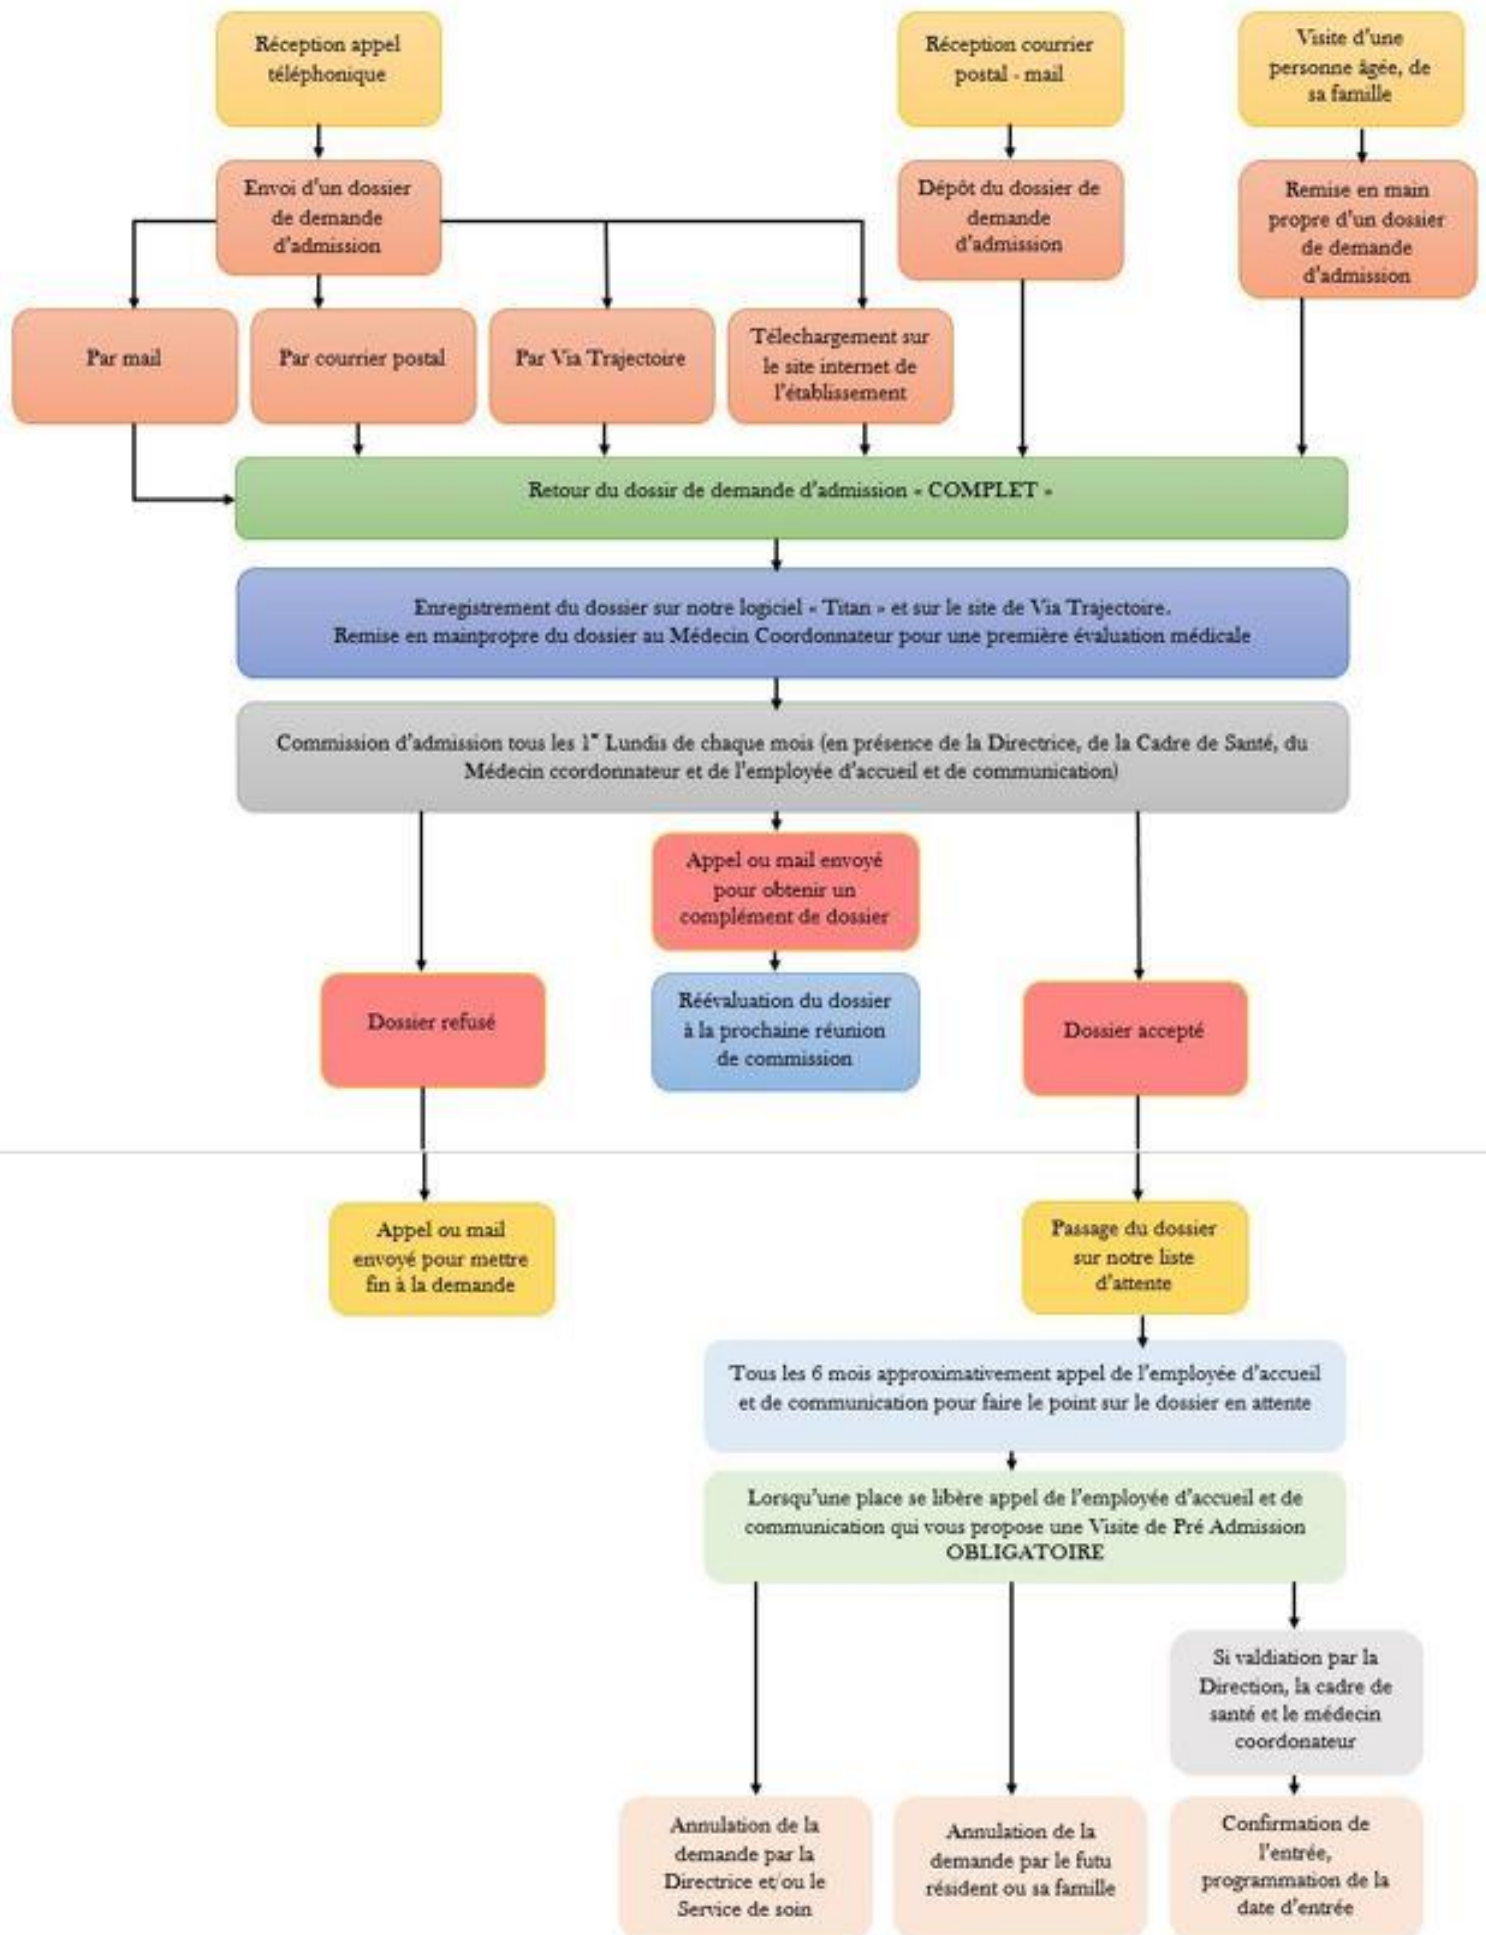 Réception appel
téléphonique
Réception courrier
postal - mail
Visite d'une
personne âgée, de
sa famille
Envoi d'un dossier
de demande
d'admission
Dépôt du dossier de
demande
d'admission
Remise en main
propre d'un dossier
de demande
d'admission
Par mail
Par courrier postal
Par Via Trajectoire
Télechargement sur
le site internet de
l'établissement
Retour du dossir de demande d'admission « COMPLET »
Enregistrement du dossier sur notre logiciel « Titan » et sur le site de Via Trajectoire.
Remise en mainpropre du dossier au Médecin Coordonnateur pour une première évaluation médicale
Commission d'admission tous les 1er Lundis de chaque mois (en présence de la Directrice, de la Cadre de Santé, du
Médecin ccordonnateur et de l'employée d'accueil et de communication)
Appel ou mail envoyé
pour obtenir un
complément de dossier
Dossier refusé
Réévaluation du dossier
à la prochaine réunion
de commission
Dossier accepté
Appel ou mail
envoyé pour mettre
fin à la demande
Passage du dossier
sur notre liste
d'attente
Tous les 6 mois approximativement appel de l'employée d'accueil
et de communication pour faire le point sur le dossier en attente
Lorsqu'une place se libère appel de l'employée d'accueil et de
communication qui vous propose une Visite de Pré Admission
OBLIGATOIRE
Si valdiation par la
Direction, la cadre de
santé et le médecin
coordonateur
Annulation de la
demande par la
Directrice et/ou le
Service de soin
Annulation de la
demande par le futu
résident ou sa famille
Confirmation de
l'entrée,
programmation de la
date d'entrée